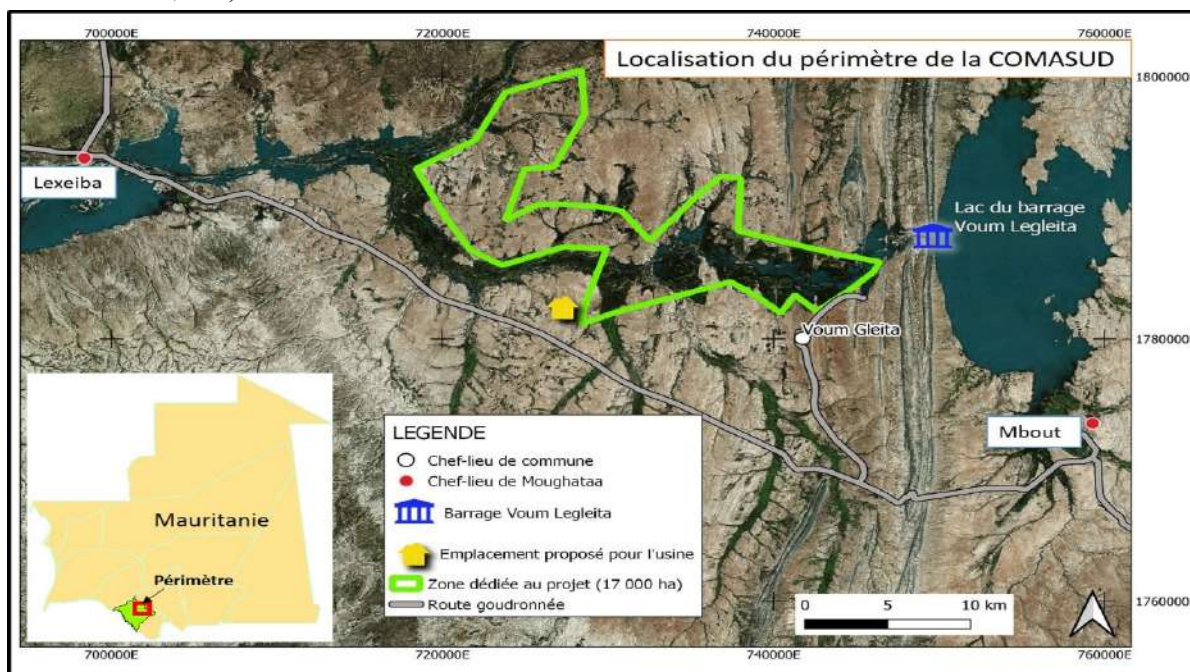 700000E 720000E 740000E 760000E
Localisation du périmètre de la COMASUD
1800000
Lexeiba
Lac du barrage
Voum Legleita
Voum Gleita
1780000
Mbout
LEGENDE
Chef-lieu de commune
Chef-lieu de Moughataa
Barrage Voum Legleita
Emplacement proposé pour l'usine
Zone dédiée au projet (17 000 ha)
Route goudronnée
Mauritanie
Périmètre
0 5 10 km
1760000
700000E 720000E 740000E 760000E